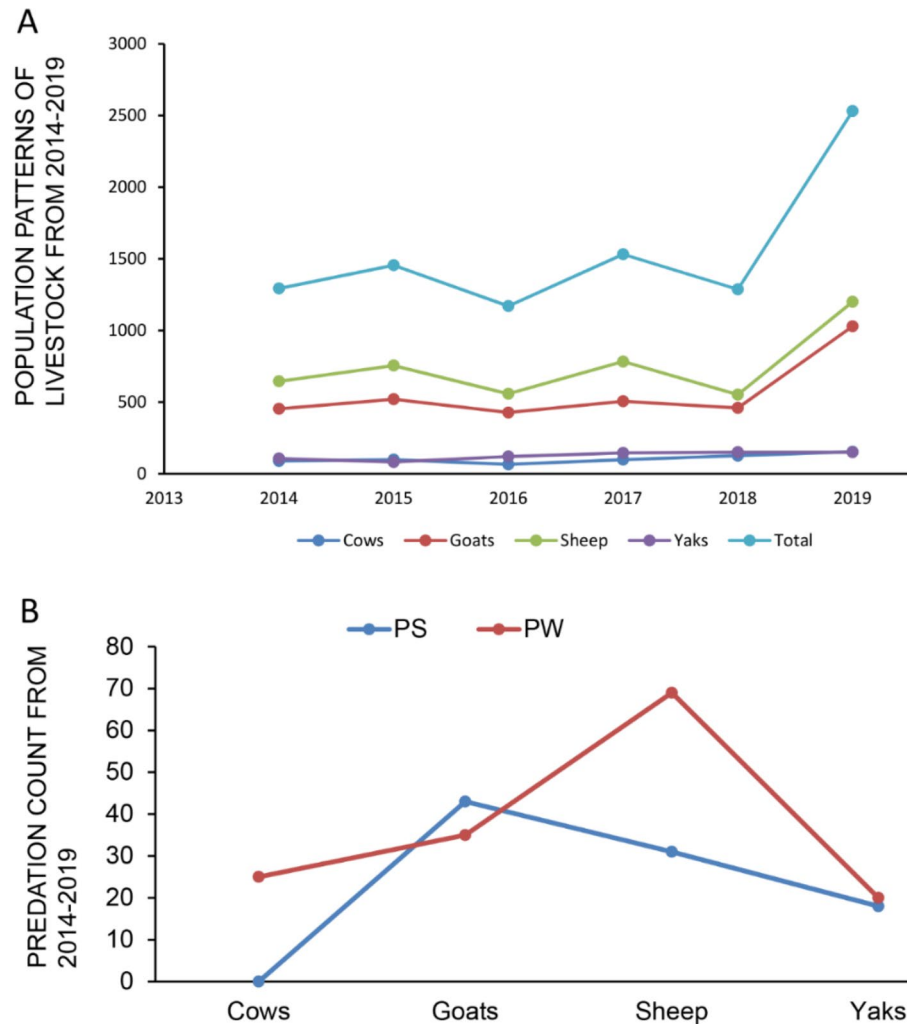 A
POPULATION PATTERNS OF
LIVESTOCK FROM 2014-2019
3000
2500
2000
1500
1000
500
0
2013 2014 2015 2016 2017 2018 2019
Cows Goats Sheep Yaks Total
B
PS PW
PREDATION COUNT FROM
2014-2019
80
70
60
50
40
30
20
10
0
Cows Goats Sheep Yaks